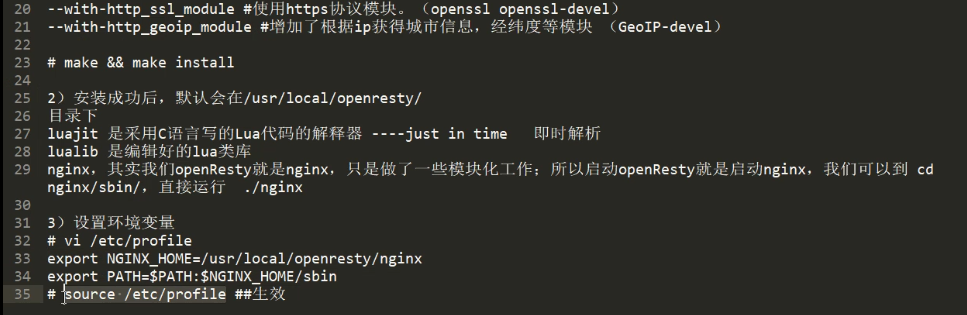 20 --with-http_ssl_module #使用https协议模块。（openssl openssl-devel）
21 --with-http_geoip_module #增加了根据ip获得城市信息，经纬度等模块 （GeoIP-devel）
22
23 # make && make install
24
25 2）安装成功后，默认会在/usr/local/openresty/
26 目录下
27 luajit 是采用C语言写的Lua代码的解释器 ----just in time   即时解析
28 lualib 是编辑好的lua类库
29 nginx，其实我们openResty就是nginx，只是做了一些模块化工作；所以启动openResty就是启动nginx，我们可以到 cd
nginx/sbin/，直接运行  ./nginx
30
31 3）设置环境变量
32 # vi /etc/profile
33 export NGINX_HOME=/usr/local/openresty/nginx
34 export PATH=$PATH:$NGINX_HOME/sbin
35 # source /etc/profile ##生效